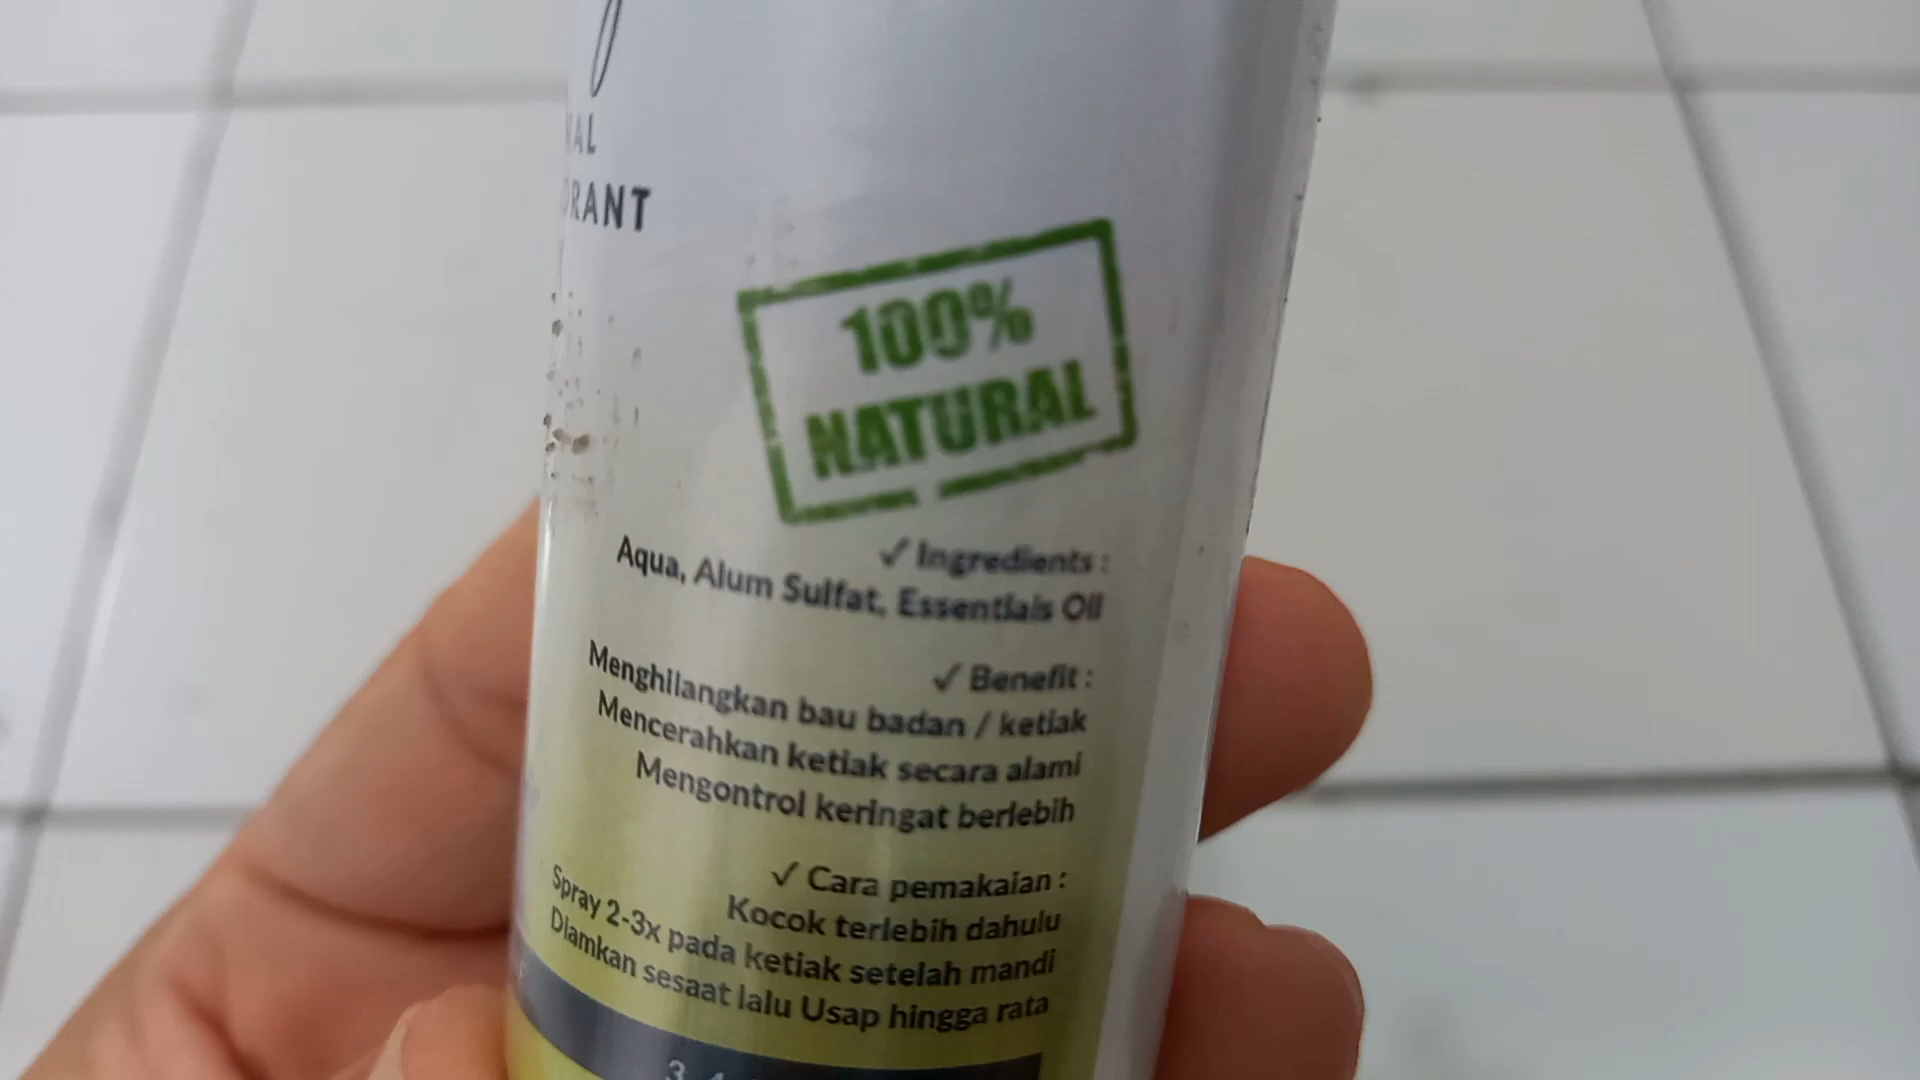 100%
NATURAL
✓ Ingredients :
Aqua, Alum Sulfat, Essentials Oil
✓ Benefit :
Menghilangkan bau badan / ketiak
Mencerahkan ketiak secara alami
Mengontrol keringat berlebih
✓ Cara pemakaian :
Kocok terlebih dahulu
Spray 2-3x pada ketiak setelah mandi
Diamkan sesaat lalu Usap hingga rata